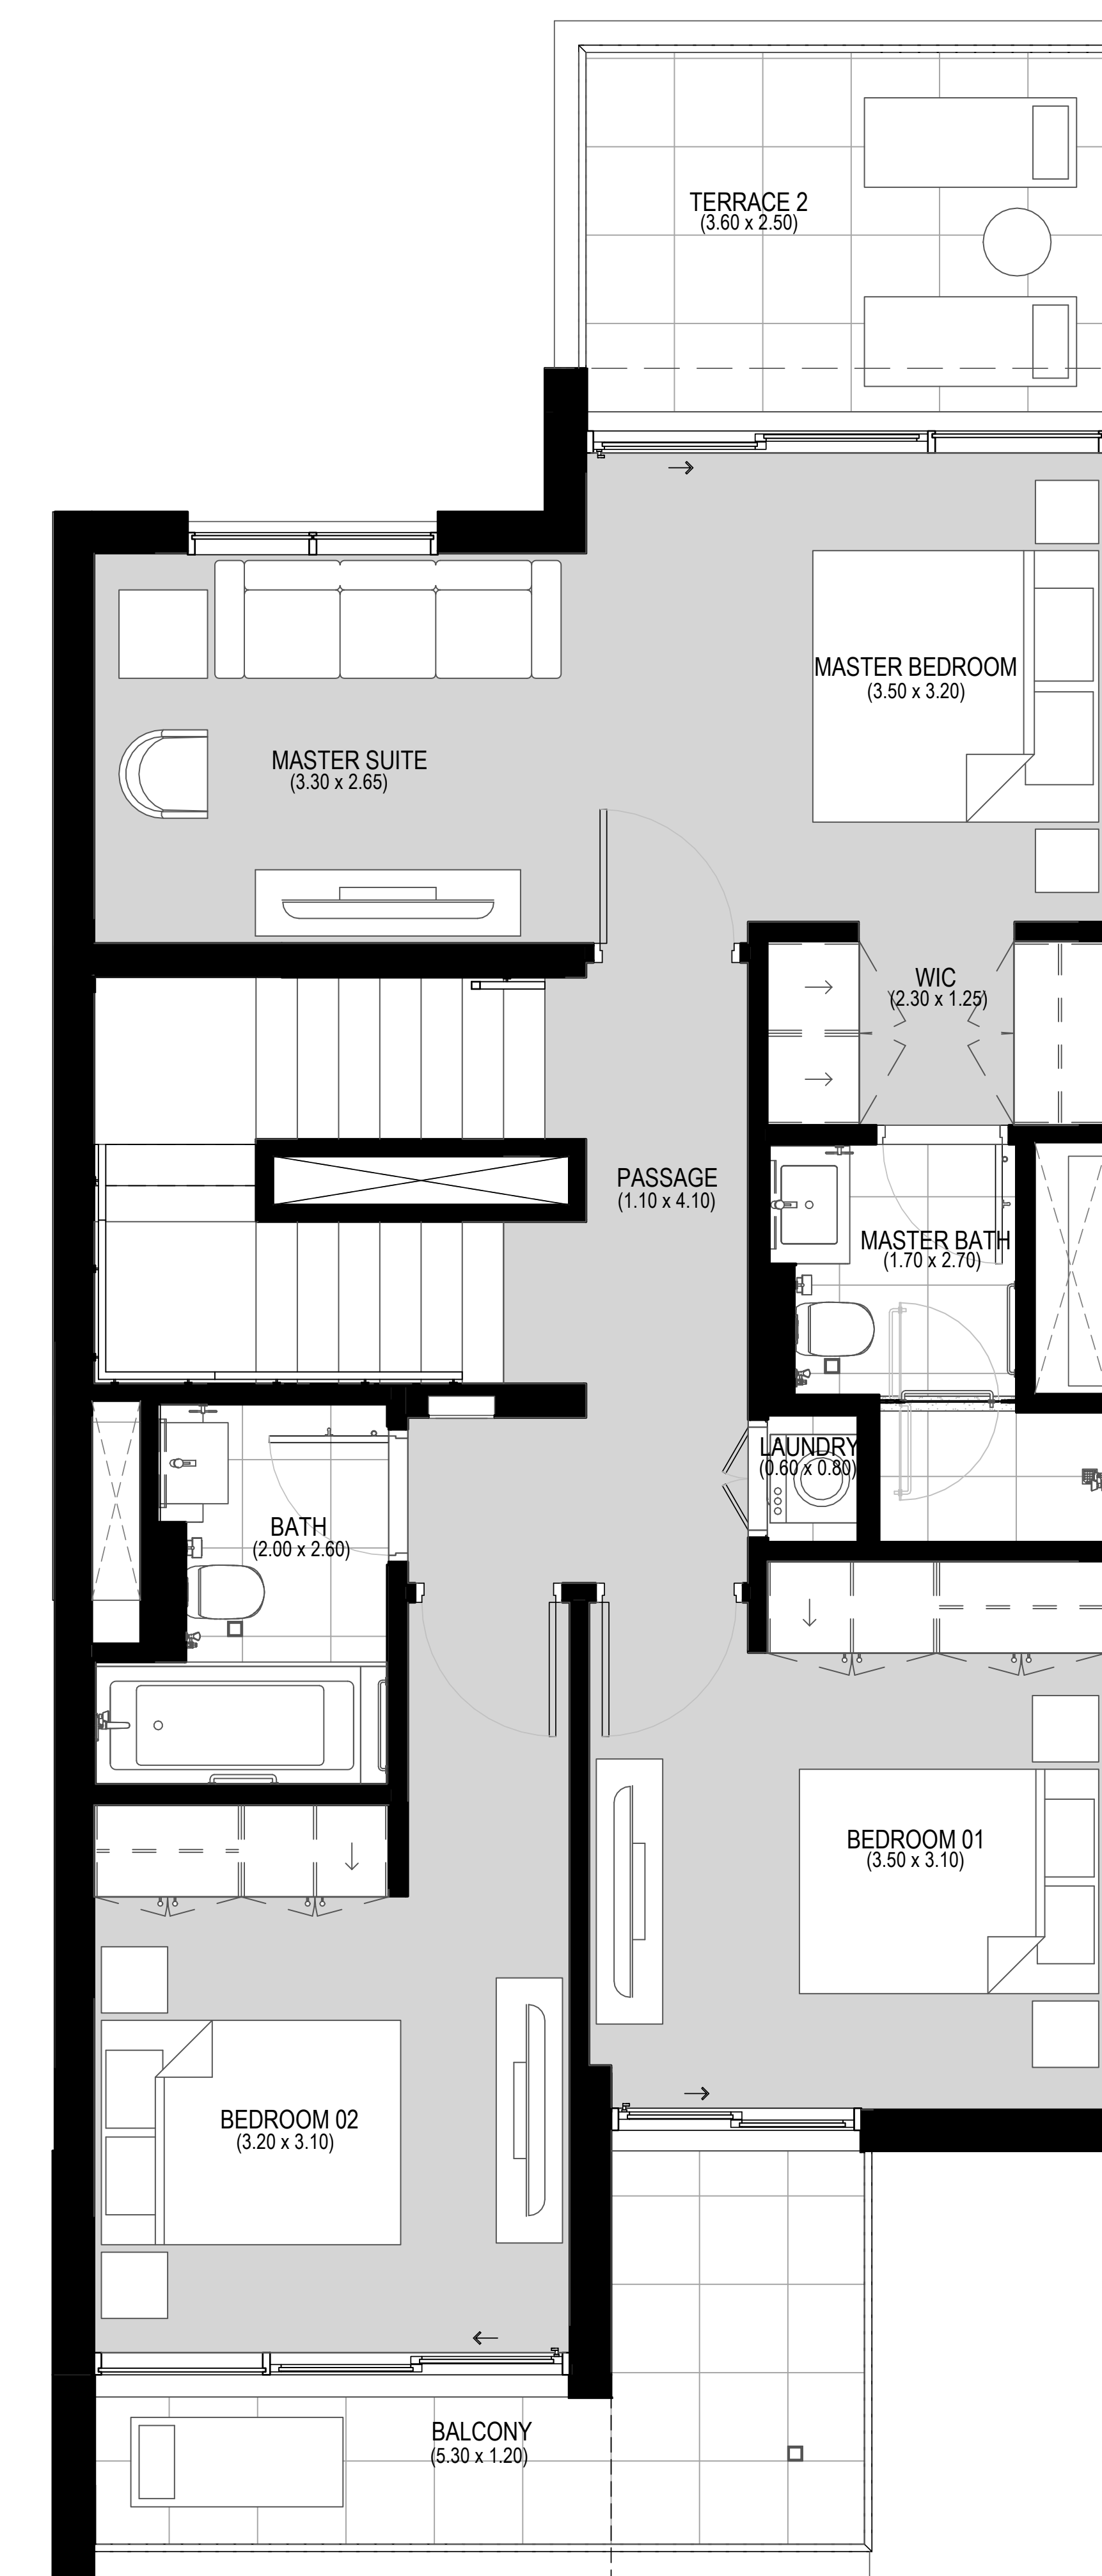 TERRACE 2
(3.60 x 2.50)
MASTER BEDROOM
(3.50 x 3.20)
MASTER SUITE
(3.30 x 2.65)
WIC
(2.30 x 1.25)
PASSAGE
(1.10 x 4.10)
MASTER BATH
(1.70 x 2.70)
LAUNDRY
(0.60 x 0.80)
BATH
(2.00 x 2.60)
BEDROOM 01
(3.50 x 3.10)
BEDROOM 02
(3.20 x 3.10)
BALCONY
(5.30 x 1.20)